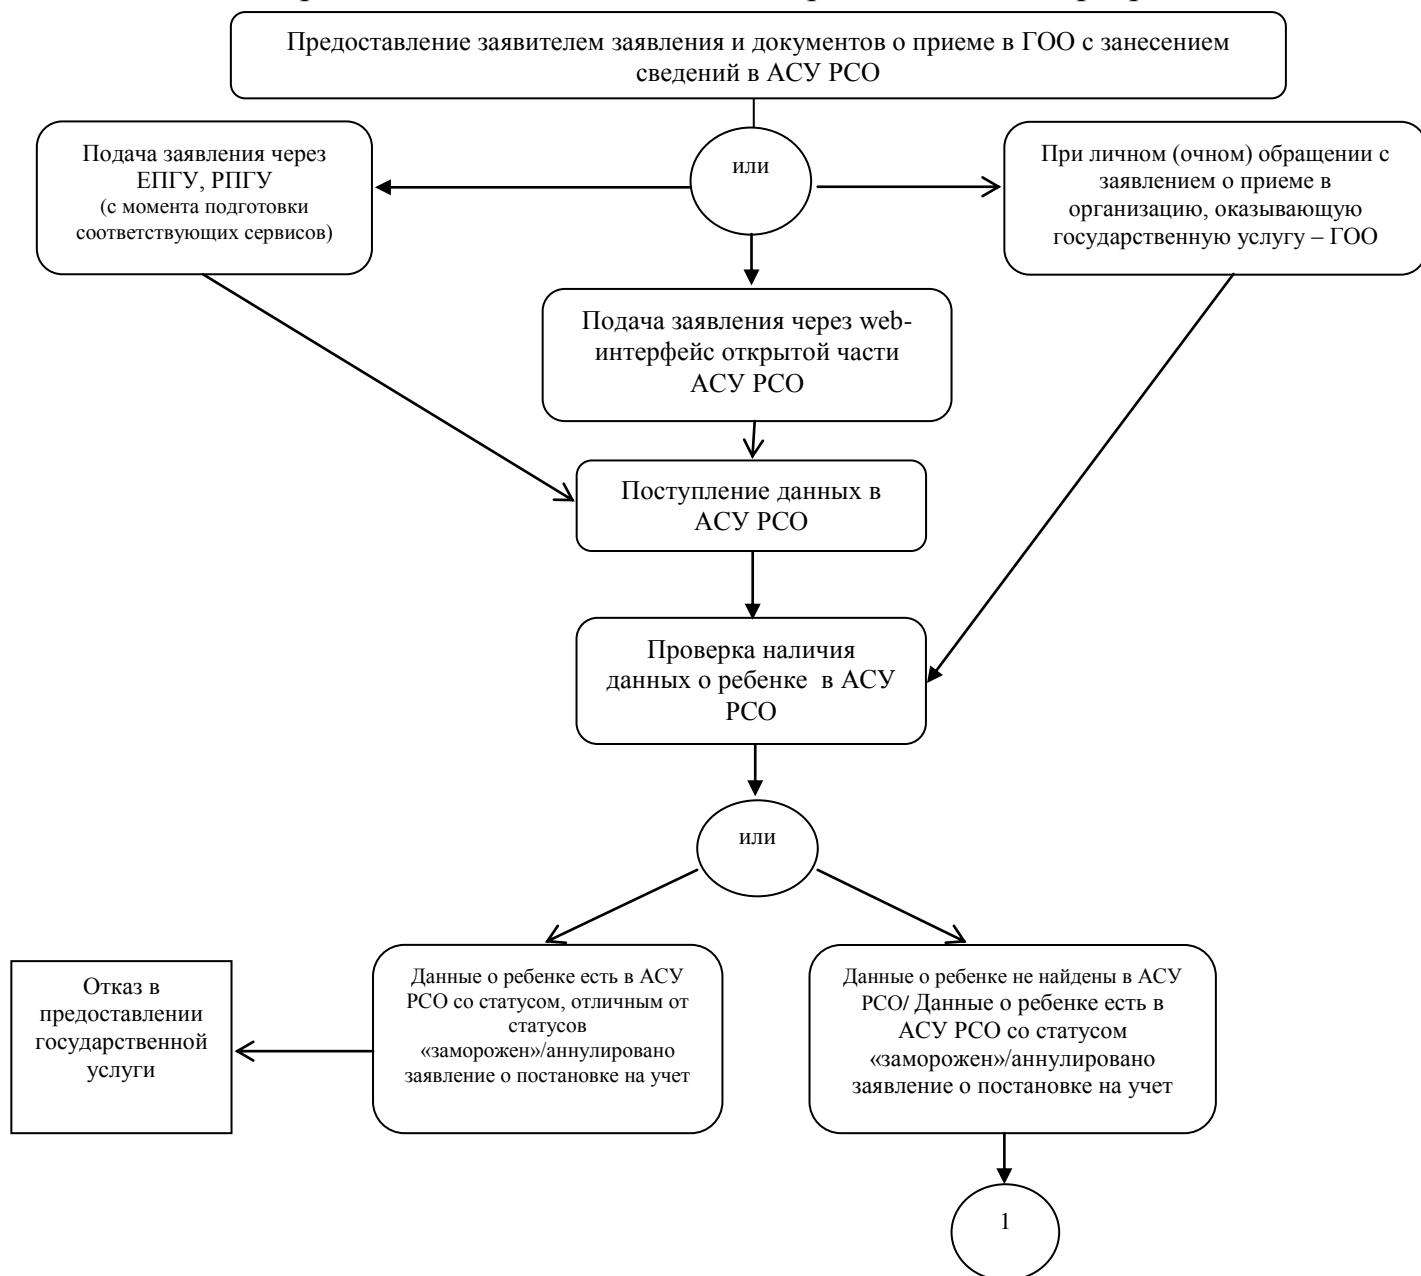 Предоставление заявителем заявления и документов о приеме в ГОО с занесением
сведений в АСУ РСО
или
Подача заявления через
ЕПГУ, РПГУ
(с момента подготовки
соответствующих сервисов)
При личном (очном) обращении с
заявлением о приеме в
организацию, оказывающую
государственную услугу – ГОО
Подача заявления через web-
интерфейс открытой части
АСУ РСО
Поступление данных в
АСУ РСО
Проверка наличия
данных о ребенке в АСУ
РСО
или
Отказ в
предоставлении
государственной
услуги
Данные о ребенке есть в АСУ
РСО со статусом, отличным от
статусов
«заморожен»/аннулировано
заявление о постановке на учет
Данные о ребенке не найдены в АСУ
РСО/ Данные о ребенке есть в
АСУ РСО со статусом
«заморожен»/аннулировано
заявление о постановке на учет
1